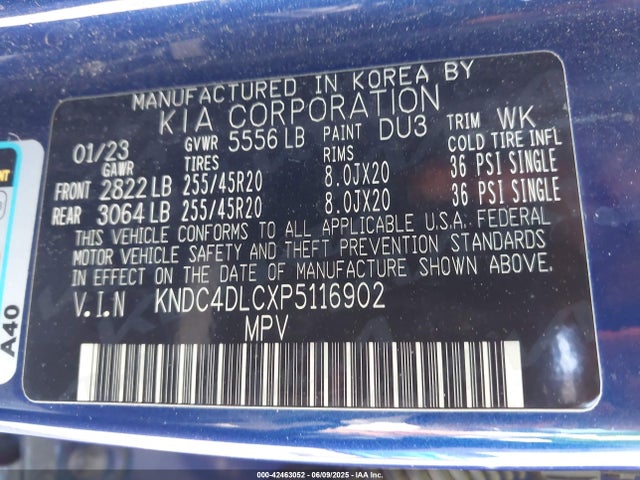 MANUFACTURED IN KOREA BY
KIA CORPORATION
01/23 GVWR 5556 LB PAINT DU3 TRIM WK
GAWR TIRES RIMS COLD TIRE INFL
FRONT 2822 LB 255/45R20 8.0JX20 36 PSI SINGLE
REAR 3064 LB 255/45R20 8.0JX20 36 PSI SINGLE
THIS VEHICLE CONFORMS TO ALL APPLICABLE U.S.A. FEDERAL
MOTOR VEHICLE SAFETY AND THEFT PREVENTION STANDARDS
IN EFFECT ON THE DATE OF MANUFACTURE SHOWN ABOVE.
V.I.N KNDC4DLCXP5116902
MPV
A40
000-42463052 - 06/09/2025 - IAA Inc.